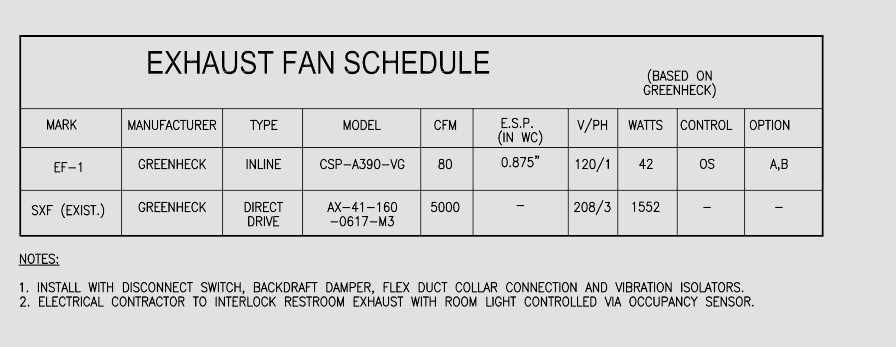 EXHAUST FAN SCHEDULE
(BASED ON
GREENHECK)
MARK MANUFACTURER TYPE MODEL CFM E.S.P. (IN WC) V/PH WATTS CONTROL OPTION
EF-1 GREENHECK INLINE CSP-A390-VG 80 0.875" 120/1 42 OS A,B
SXF (EXIST.) GREENHECK DIRECT DRIVE AX-41-160 -0617-M3 5000 - 208/3 1552 - -
NOTES:
1. INSTALL WITH DISCONNECT SWITCH, BACKDRAFT DAMPER, FLEX DUCT COLLAR CONNECTION AND VIBRATION ISOLATORS.
2. ELECTRICAL CONTRACTOR TO INTERLOCK RESTROOM EXHAUST WITH ROOM LIGHT CONTROLLED VIA OCCUPANCY SENSOR.